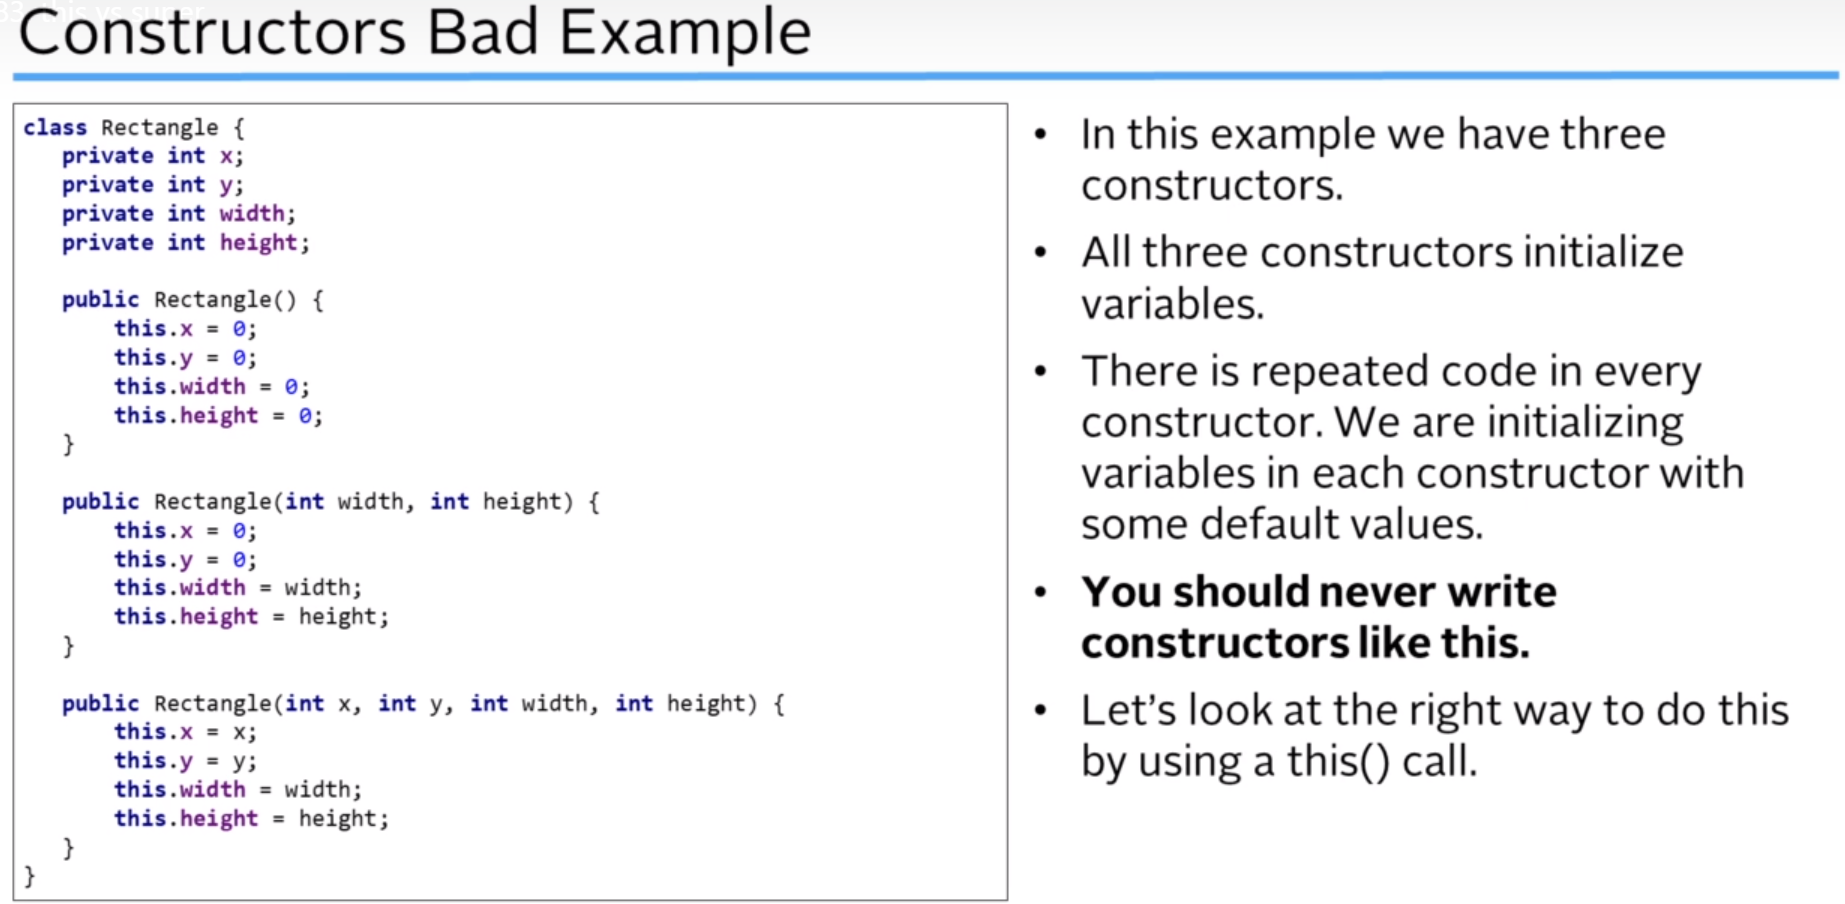 33. this vs super
Constructors Bad Example
class Rectangle {
private int x;
private int y;
private int width;
private int height;
public Rectangle() {
this.x = 0;
this.y = 0;
this.width = 0;
this.height = 0;
}
public Rectangle(int width, int height) {
this.x = 0;
this.y = 0;
this.width = width;
this.height = height;
}
public Rectangle(int x, int y, int width, int height) {
this.x = x;
this.y = y;
this.width = width;
this.height = height;
}
}
• In this example we have three
constructors.
• All three constructors initialize
variables.
• There is repeated code in every
constructor. We are initializing
variables in each constructor with
some default values.
• You should never write
constructors like this.
• Let’s look at the right way to do this
by using a this() call.